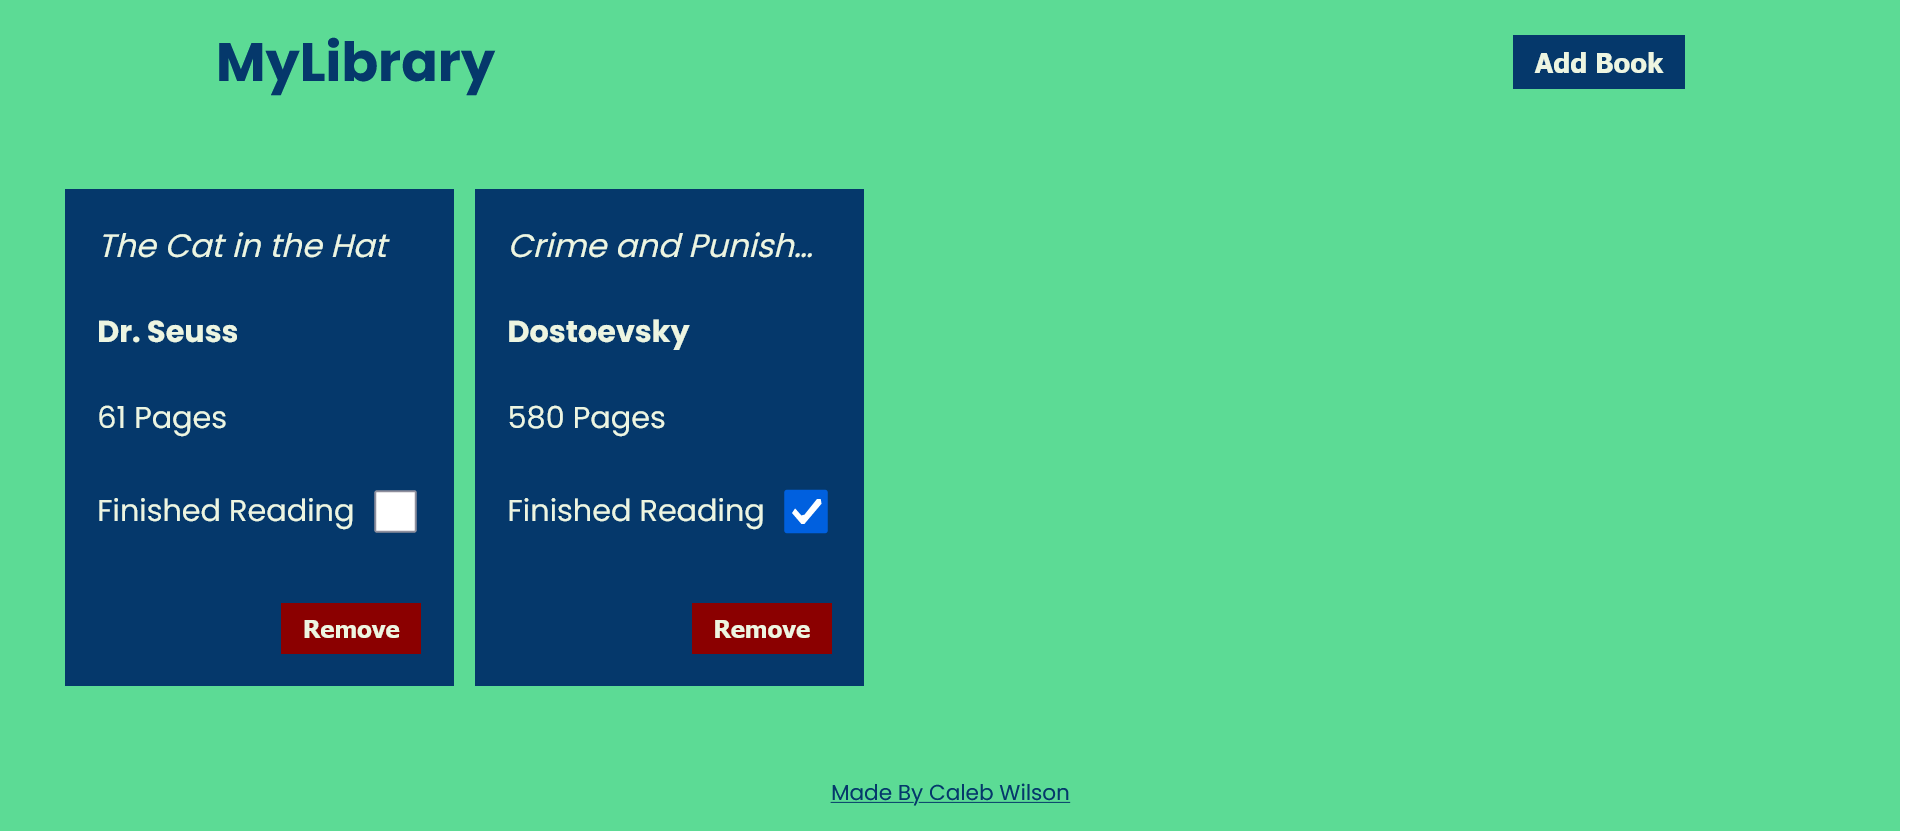 MyLibrary
Add Book
The Cat in the Hat
Dr. Seuss
61 Pages
Finished Reading
Remove
Crime and Punish...
Dostoevsky
580 Pages
Finished Reading
Remove
Made By Caleb Wilson